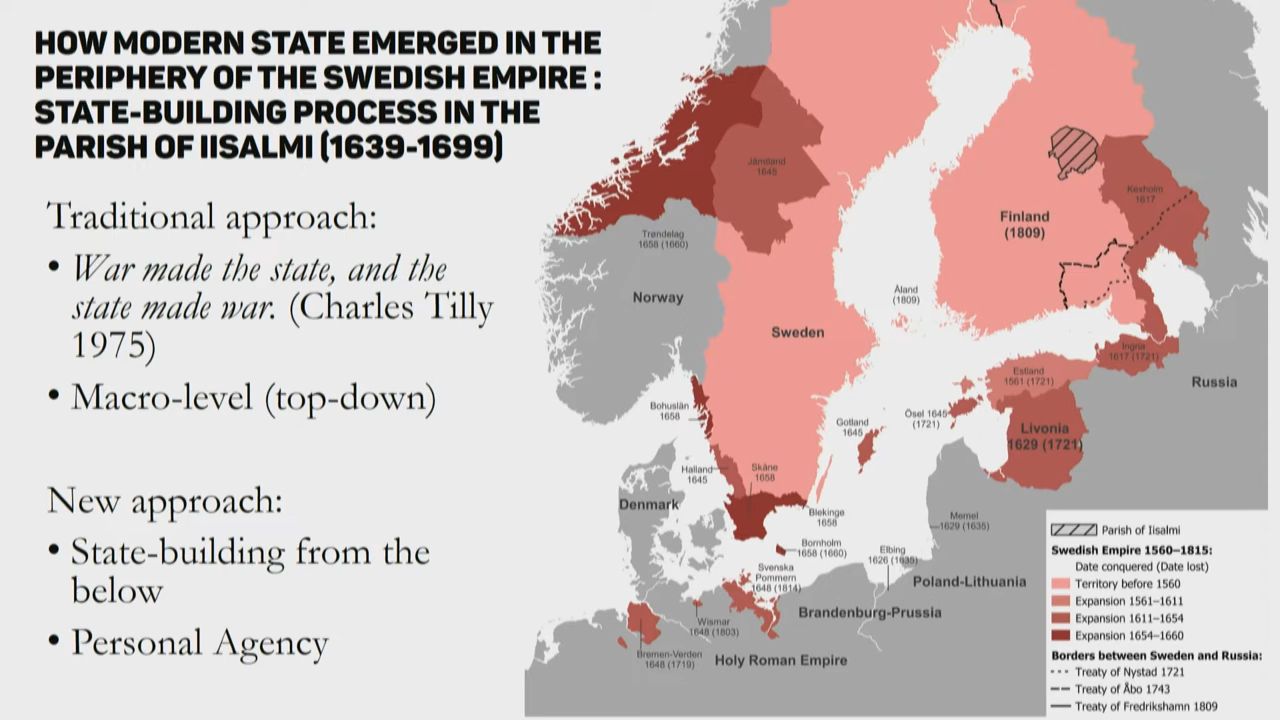 HOW MODERN STATE EMERGED IN THE
PERIPHERY OF THE SWEDISH EMPIRE :
STATE-BUILDING PROCESS IN THE
PARISH OF IISALMI (1639-1699)
Traditional approach:
• War made the state, and the
state made war. (Charles Tilly
1975)
• Macro-level (top-down)
New approach:
• State-building from the
below
• Personal Agency
Jämtland
1645
Kexholm
1617
Finland
(1809)
Trøndelag
1658 (1660)
Norway
Åland
(1809)
Sweden
Ingria
1617 (1721)
Estland
1561 (1721)
Russia
Bohuslän
1658
Gotland
1645
Ösel 1645
(1721)
Livonia
1629 (1721)
Halland
1645
Skåne
1658
Denmark
Blekinge
1658
Memel
1629 (1635)
Bornholm
1658 (1660)
Elbing
1626 (1635)
Svenska
Pommern
1648 (1814)
Poland-Lithuania
Brandenburg-Prussia
Wismar
1648 (1803)
Bremen-Verden
1648 (1719)
Holy Roman Empire
Parish of Iisalmi
Swedish Empire 1560–1815:
Date conquered (Date lost)
Territory before 1560
Expansion 1561–1611
Expansion 1611–1654
Expansion 1654–1660
Borders between Sweden and Russia:
Treaty of Nystad 1721
Treaty of Åbo 1743
Treaty of Fredrikshamn 1809